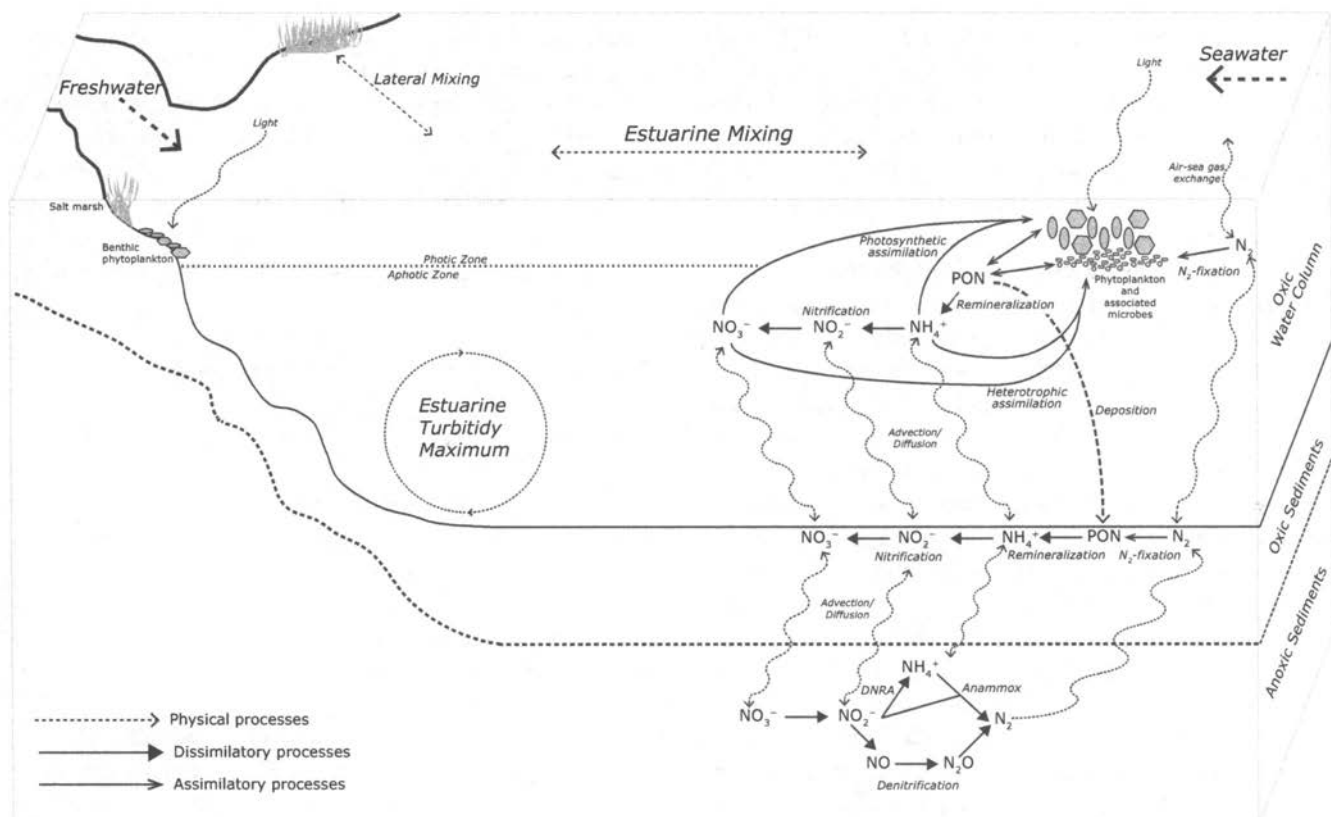 Seawater
Light
Lateral Mixing
Freshwater
Light
Estuarine Mixing
Air-sea gas
exchange
Salt marsh
Benthic
phytoplankton
Photic Zone
Aphotic Zone
Photosynthetic
assimilation
N₂
N₂-fixation
PON
Phytoplankton
and
associated
microbes
Remineralization
Nitrification
NO₃⁻
NO₂⁻
NH₄⁺
Oxic
Water Column
Heterotrophic
assimilation
Deposition
Estuarine
Turbitidy
Maximum
Advection/
Diffusion
NO₃⁻
NO₂⁻
NH₄⁺
PON
N₂
Nitrification
Remineralization
N₂-fixation
Oxic Sediments
Advection/
Diffusion
Anoxic Sediments
NH₄⁺
DNRA
Anammox
NO₃⁻
NO₂⁻
N₂
NO
N₂O
Denitrification
Physical processes
Dissimilatory processes
Assimilatory processes